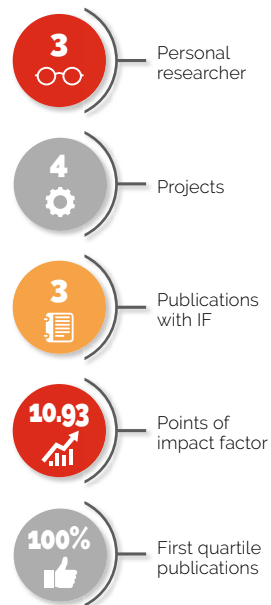 3
Personal
researcher
4
Projects
3
Publications
with IF
10.93
Points of
impact factor
100%
First quartile
publications